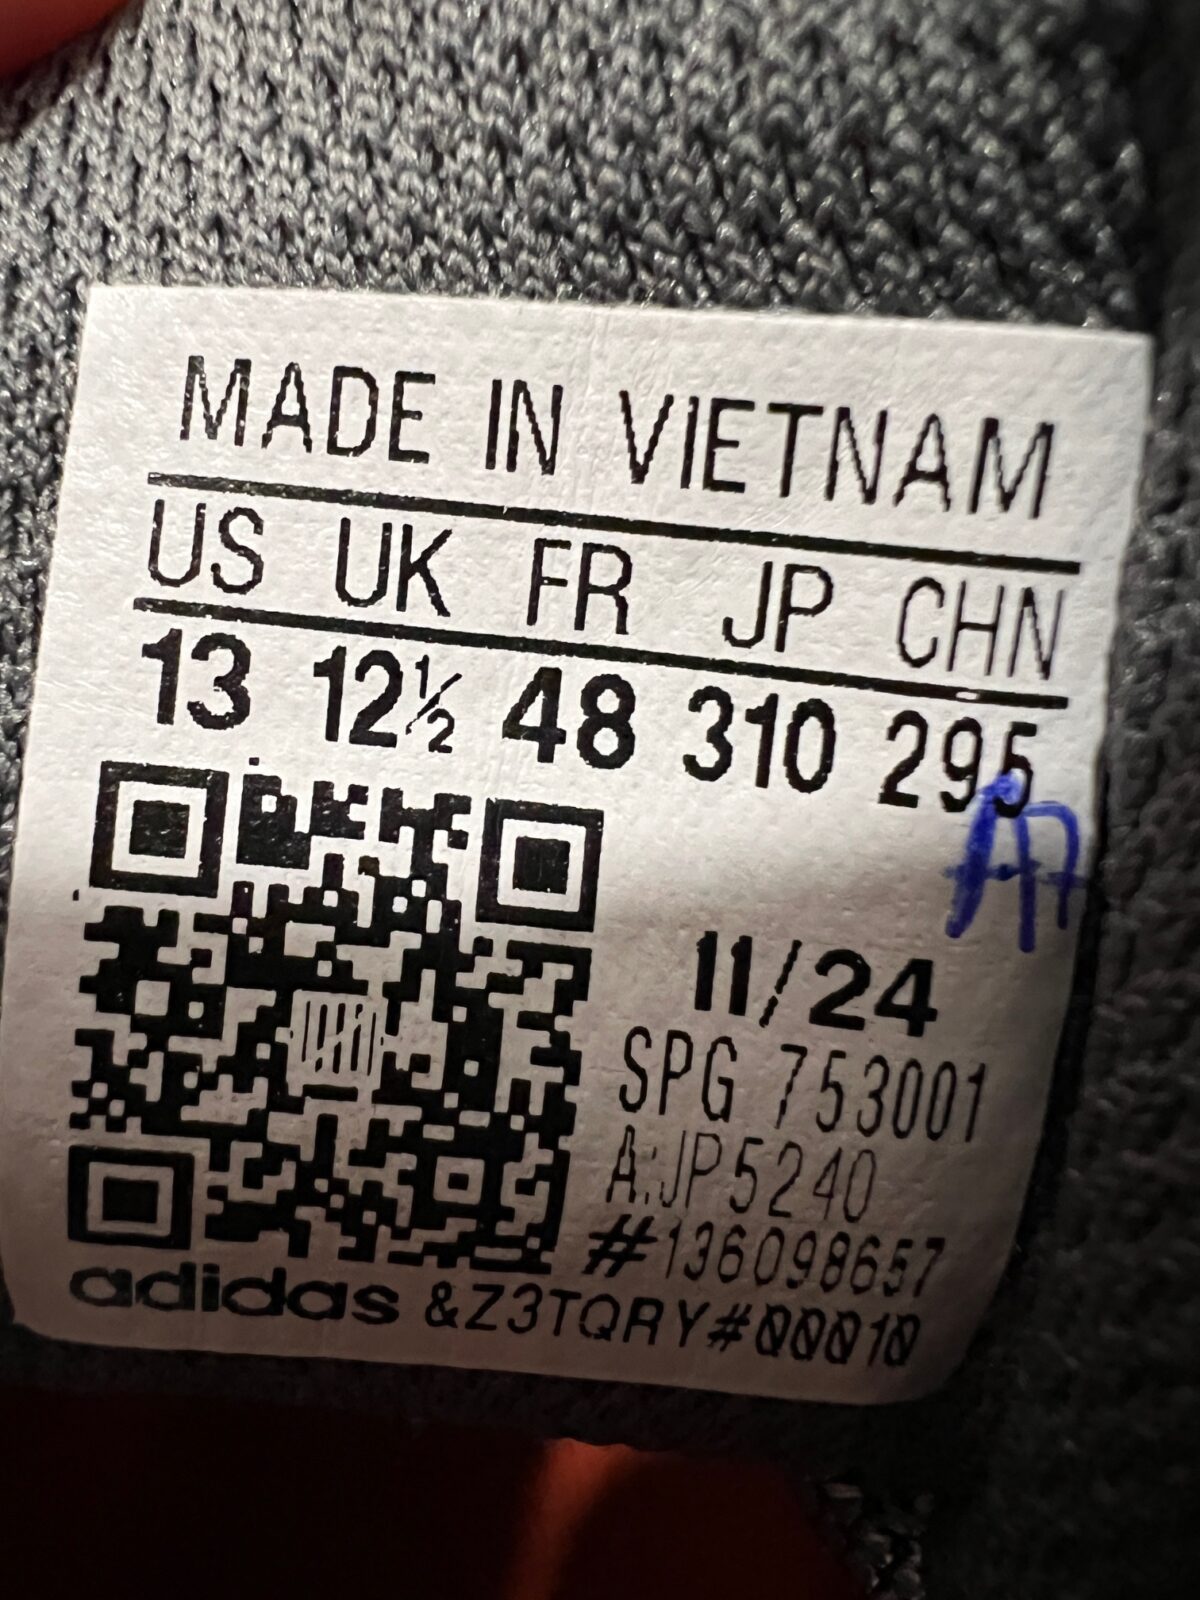 MADE IN VIETNAM
US UK FR JP CHN
13 12½ 48 310 295
11/24
SPG 753001
A:JP5240
#136098657
adidas &Z3TQRY#00010